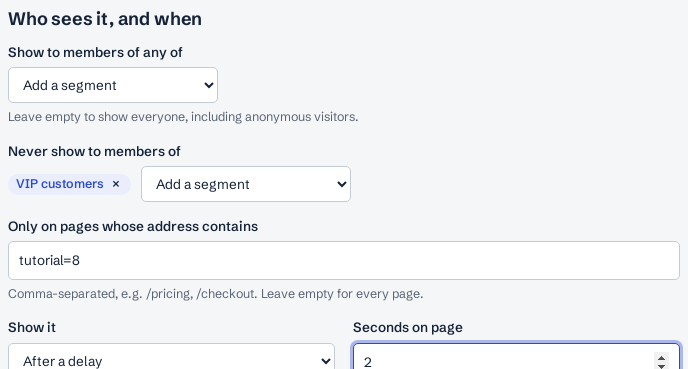 Who sees it, and when
Show to members of any of
Add a segment
Leave empty to show everyone, including anonymous visitors.
Never show to members of
VIP customers × Add a segment
Only on pages whose address contains
tutorial=8
Comma-separated, e.g. /pricing, /checkout. Leave empty for every page.
Show it Seconds on page
After a delay 2